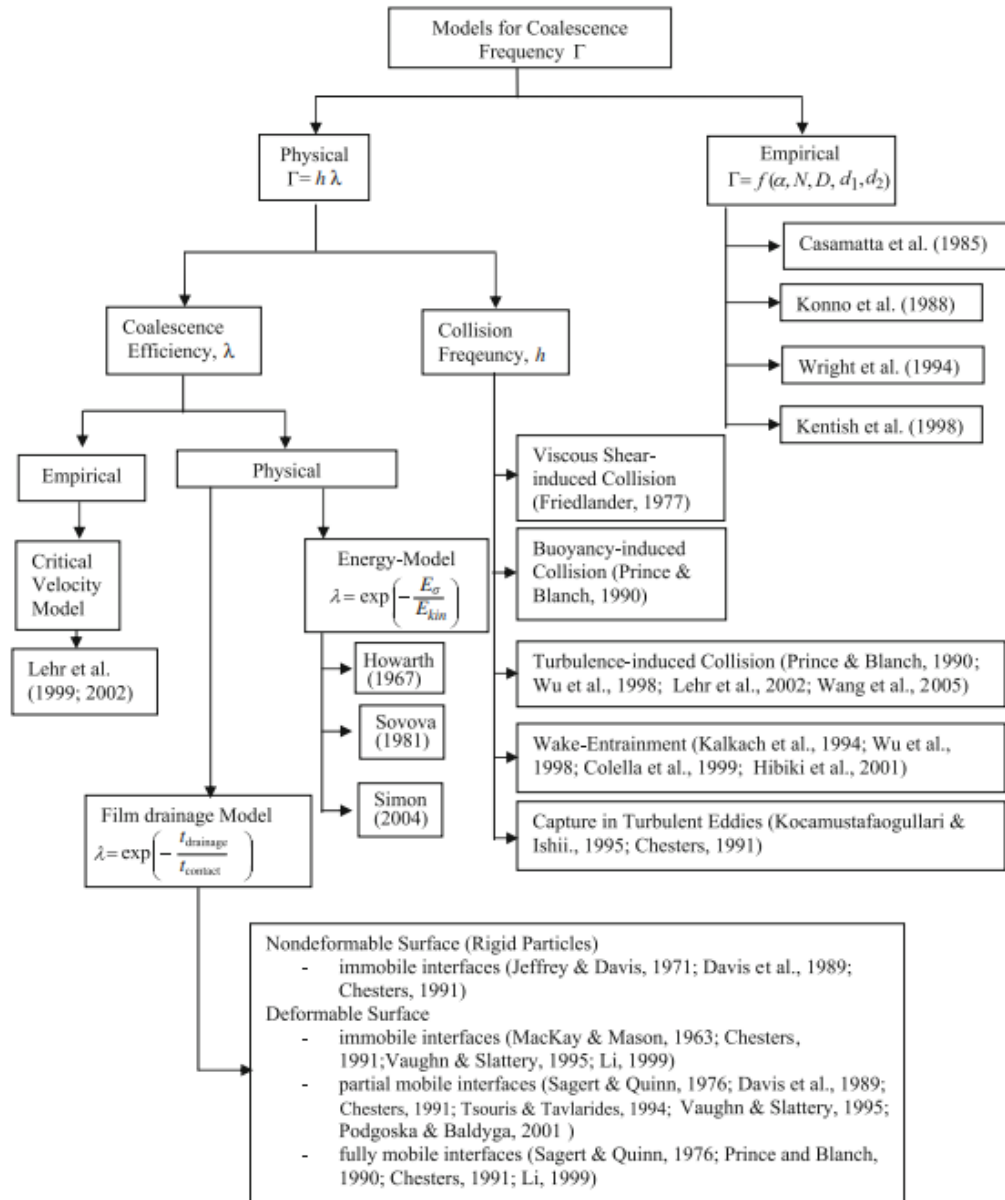 Models for Coalescence
Frequency Γ
Physical
Γ= h λ
Empirical
Γ= f(α, N, D, d₁, d₂)
Casamatta et al. (1985)
Konno et al. (1988)
Wright et al. (1994)
Kentish et al. (1998)
Coalescence
Efficiency, λ
Collision
Freqeuncy, h
Empirical
Physical
Critical
Velocity
Model
Lehr et al.
(1999; 2002)
Energy-Model
λ = exp(−E_σ/E_kin)
Howarth
(1967)
Sovova
(1981)
Simon
(2004)
Viscous Shear-
induced Collision
(Friedlander, 1977)
Buoyancy-induced
Collision (Prince &
Blanch, 1990)
Turbulence-induced Collision (Prince & Blanch, 1990;
Wu et al., 1998; Lehr et al., 2002; Wang et al., 2005)
Wake-Entrainment (Kalkach et al., 1994; Wu et al.,
1998; Colella et al., 1999; Hibiki et al., 2001)
Capture in Turbulent Eddies (Kocamustafaogullari &
Ishii., 1995; Chesters, 1991)
Film drainage Model
λ = exp(−t_drainage/t_contact)
Nondeformable Surface (Rigid Particles)
- immobile interfaces (Jeffrey & Davis, 1971; Davis et al., 1989;
Chesters, 1991)
Deformable Surface
- immobile interfaces (MacKay & Mason, 1963; Chesters,
1991;Vaughn & Slattery, 1995; Li, 1999)
- partial mobile interfaces (Sagert & Quinn, 1976; Davis et al., 1989;
Chesters, 1991; Tsouris & Tavlarides, 1994; Vaughn & Slattery, 1995;
Podgoska & Baldyga, 2001 )
- fully mobile interfaces (Sagert & Quinn, 1976; Prince and Blanch,
1990; Chesters, 1991; Li, 1999)